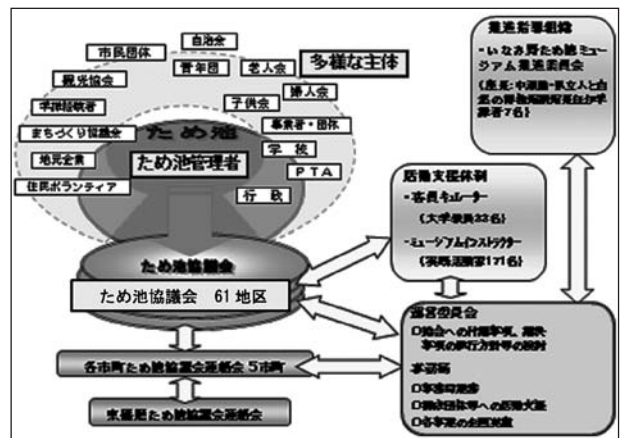 自治会
市民団体
青年団
老人会
多様な主体
観光協会
婦人会
学識経験者
子供会
まちづくり協議会
ため池
事業者・団体
地元企業
ため池管理者
学校
PTA
住民ボランティア
行政
ため池協議会
ため池協議会 61地区
各市町ため池協議会連絡会 5市町
東播磨ため池協議会連絡会
推進指導組織
・いなみ野ため池ミュー
ジアム推進委員会
活動支援体制
・客員キュレーター
(大学教員33名)
・ミュージアムインストラクター
(実践活動家171名)
運営委員会
事務局